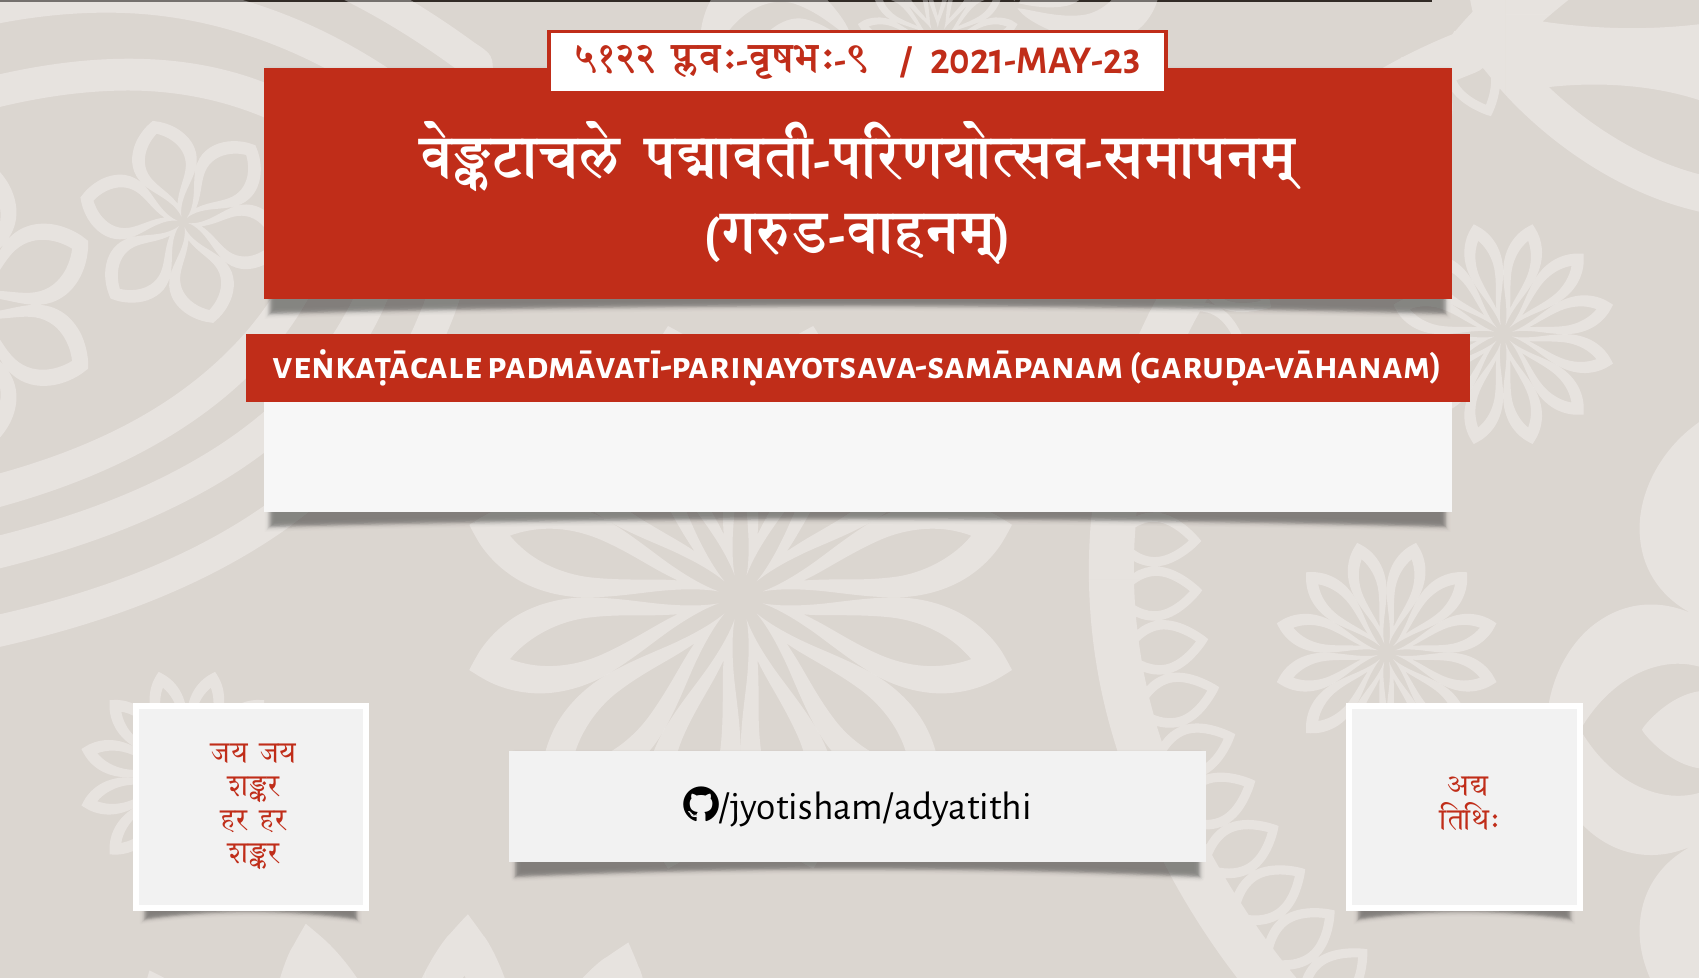 ५१२२ प्लवः-वृषभः-९ / 2021-MAY-23
वेङ्कटाचले पद्मावती-परिणयोत्सव-समापनम्
(गरुड-वाहनम्)
VEṄKAṬĀCALE PADMĀVATĪ-PARIṆAYOTSAVA-SAMĀPANAM (GARUḌA-VĀHANAM)
जय जय
शङ्कर
हर हर
शङ्कर
/jyotisham/adyatithi
अद्य
तिथिः